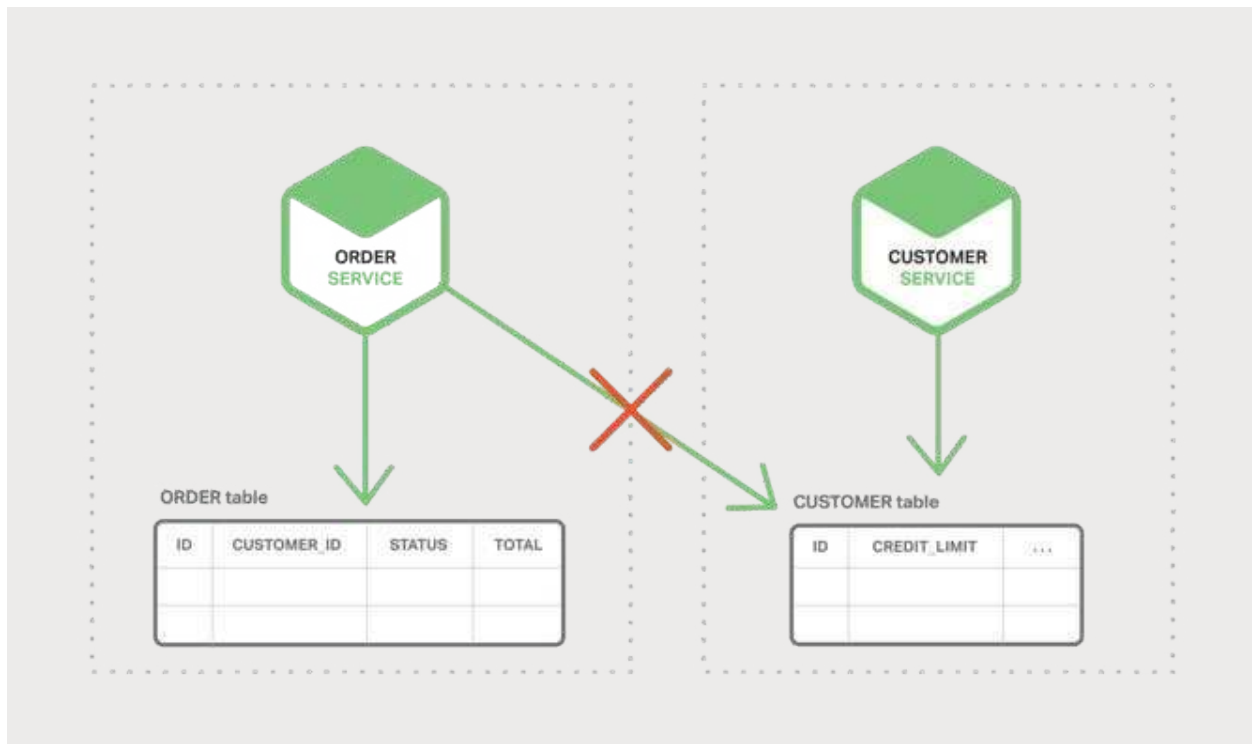 ORDER
SERVICE
CUSTOMER
SERVICE
ORDER table
ID CUSTOMER_ID STATUS TOTAL
CUSTOMER table
ID CREDIT_LIMIT ...